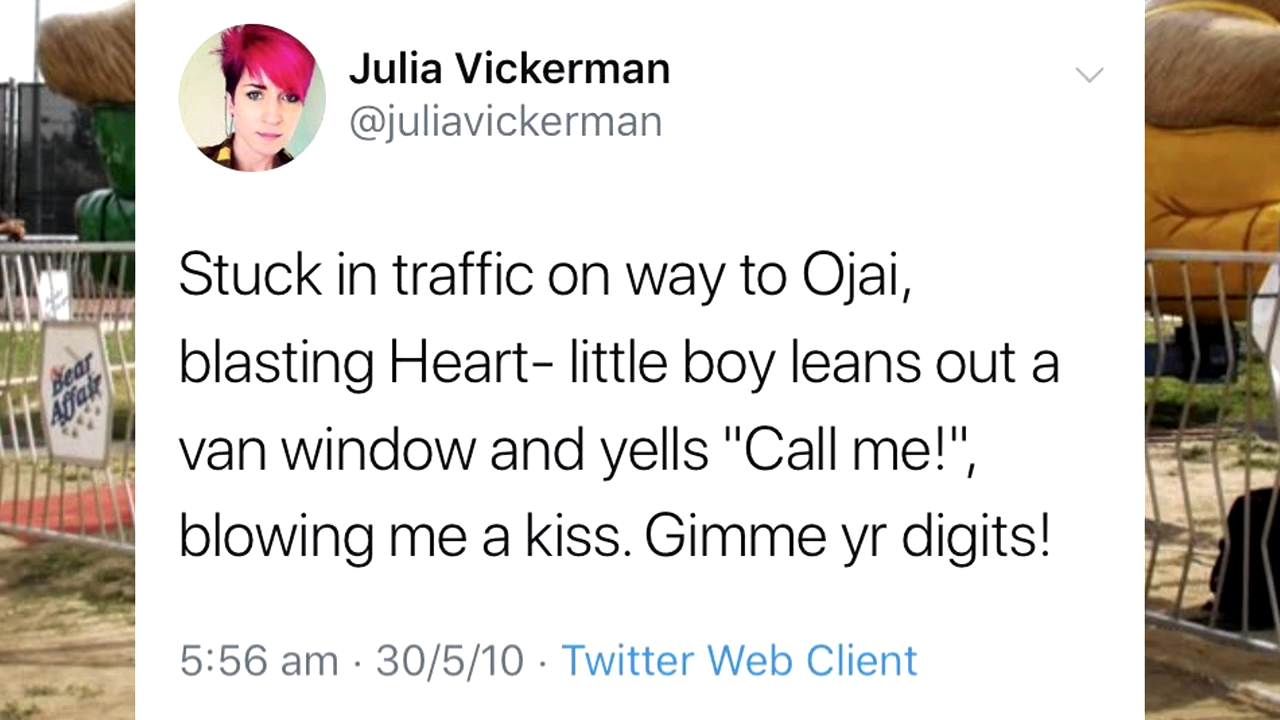 Julia Vickerman
@juliavickerman
Stuck in traffic on way to Ojai,
blasting Heart- little boy leans out a
van window and yells "Call me!",
blowing me a kiss. Gimme yr digits!
5:56 am · 30/5/10 · Twitter Web Client
Bear
Affair